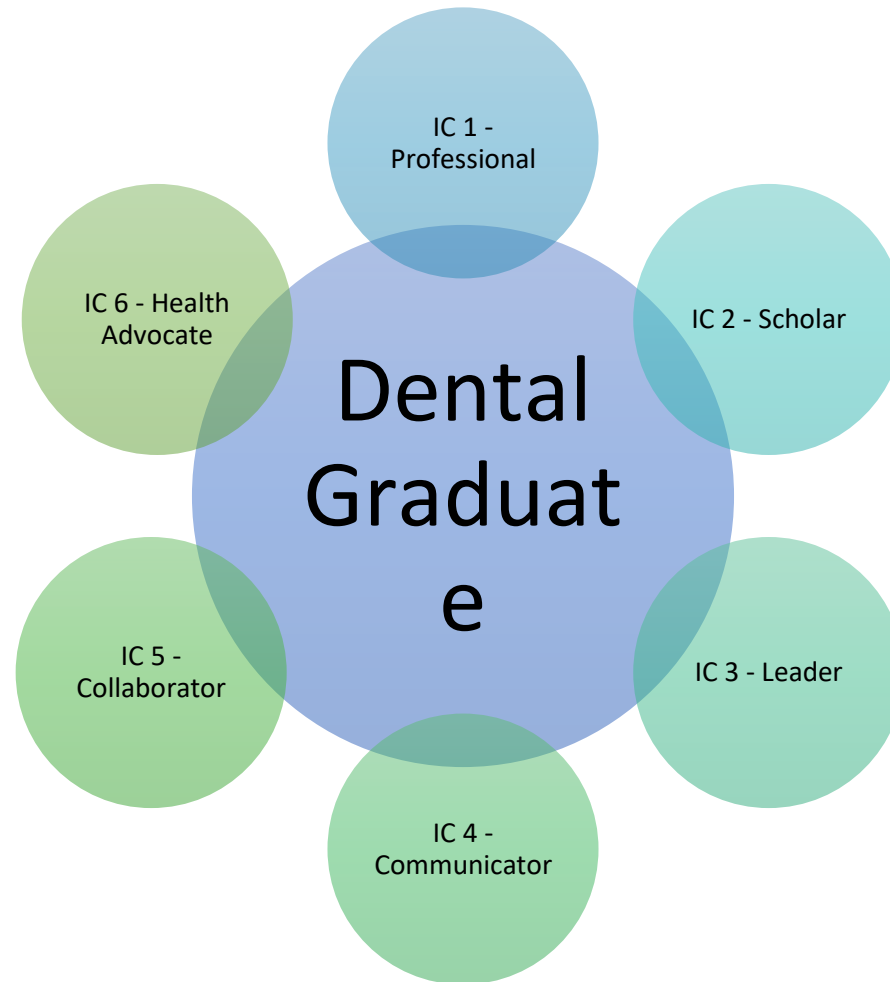 IC 1 -
Professional
IC 2 - Scholar
IC 3 - Leader
IC 4 -
Communicator
IC 5 -
Collaborator
IC 6 - Health
Advocate
Dental
Graduat
e